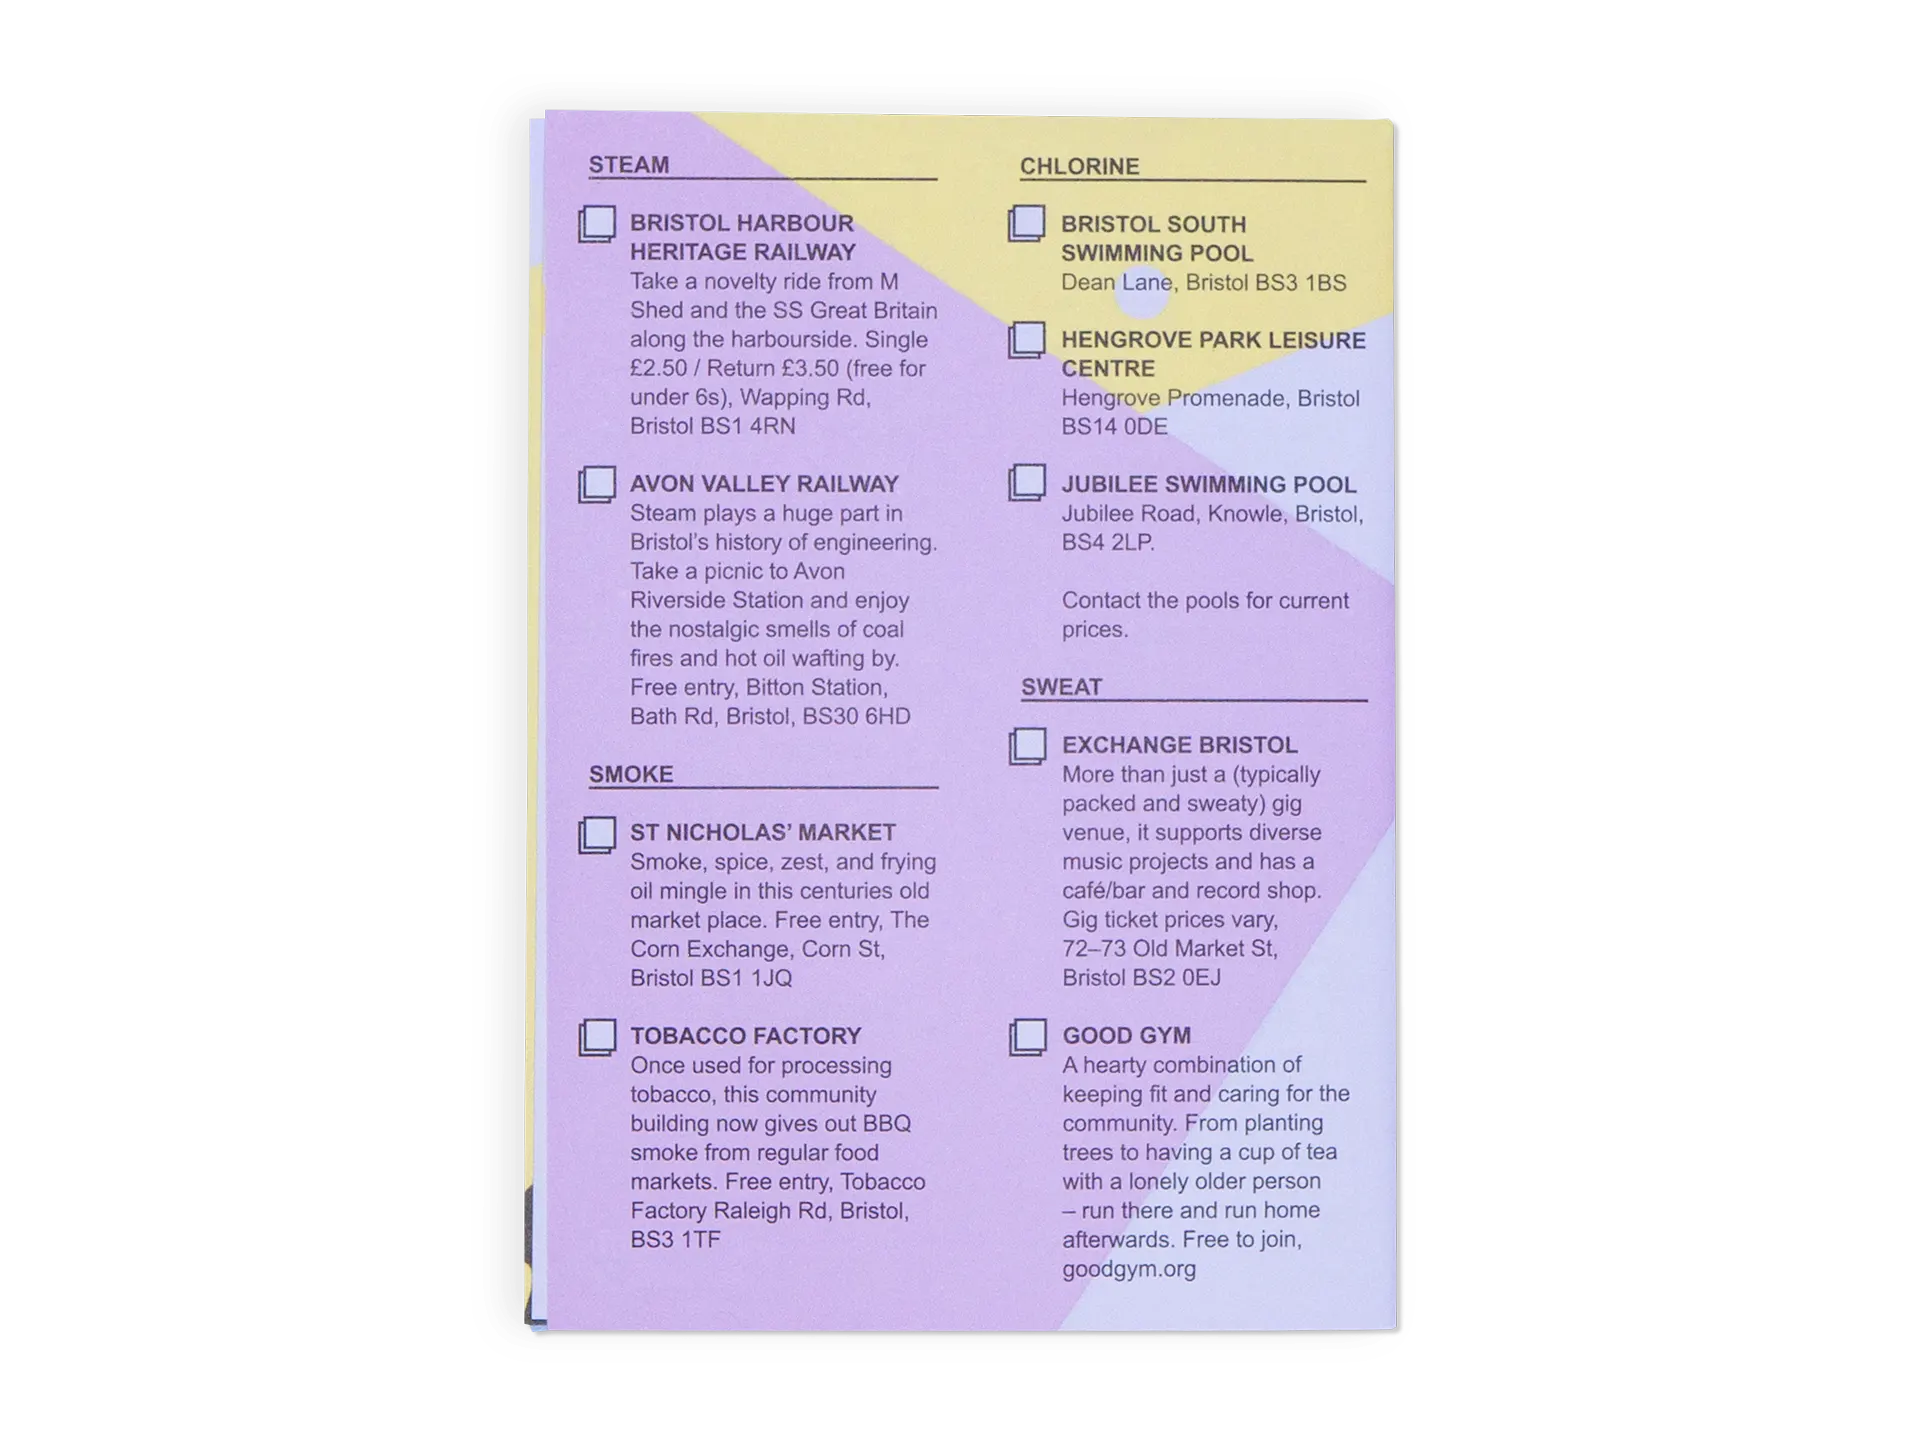 STEAM
BRISTOL HARBOUR
HERITAGE RAILWAY
Take a novelty ride from M
Shed and the SS Great Britain
along the harbourside. Single
£2.50 / Return £3.50 (free for
under 6s), Wapping Rd,
Bristol BS1 4RN
AVON VALLEY RAILWAY
Steam plays a huge part in
Bristol’s history of engineering.
Take a picnic to Avon
Riverside Station and enjoy
the nostalgic smells of coal
fires and hot oil wafting by.
Free entry, Bitton Station,
Bath Rd, Bristol, BS30 6HD
SMOKE
ST NICHOLAS’ MARKET
Smoke, spice, zest, and frying
oil mingle in this centuries old
market place. Free entry, The
Corn Exchange, Corn St,
Bristol BS1 1JQ
TOBACCO FACTORY
Once used for processing
tobacco, this community
building now gives out BBQ
smoke from regular food
markets. Free entry, Tobacco
Factory Raleigh Rd, Bristol,
BS3 1TF
CHLORINE
BRISTOL SOUTH
SWIMMING POOL
Dean Lane, Bristol BS3 1BS
HENGROVE PARK LEISURE
CENTRE
Hengrove Promenade, Bristol
BS14 0DE
JUBILEE SWIMMING POOL
Jubilee Road, Knowle, Bristol,
BS4 2LP.
Contact the pools for current
prices.
SWEAT
EXCHANGE BRISTOL
More than just a (typically
packed and sweaty) gig
venue, it supports diverse
music projects and has a
café/bar and record shop.
Gig ticket prices vary,
72–73 Old Market St,
Bristol BS2 0EJ
GOOD GYM
A hearty combination of
keeping fit and caring for the
community. From planting
trees to having a cup of tea
with a lonely older person
– run there and run home
afterwards. Free to join,
goodgym.org